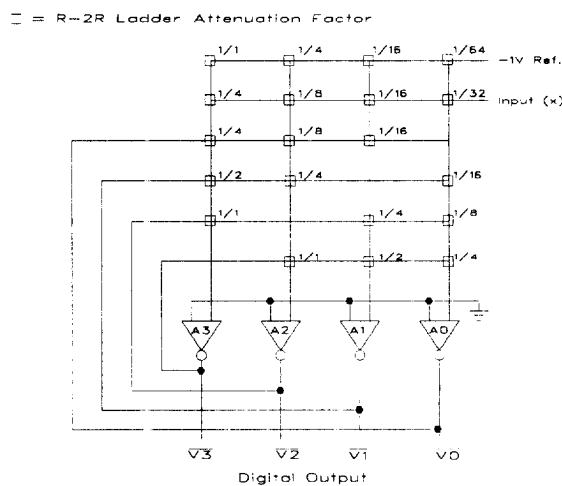 = R-2R Ladder Attenuation Factor
1/1 1/4 1/16 1/64 -1V Ref.
1/4 1/8 1/16 1/32 Input (x)
1/4 1/8 1/16
1/2 1/4 1/16
1/1 1/4 1/8
1/1 1/2 1/4
A3 A2 A1 A0
V3 V2 V1 V0
Digital Output